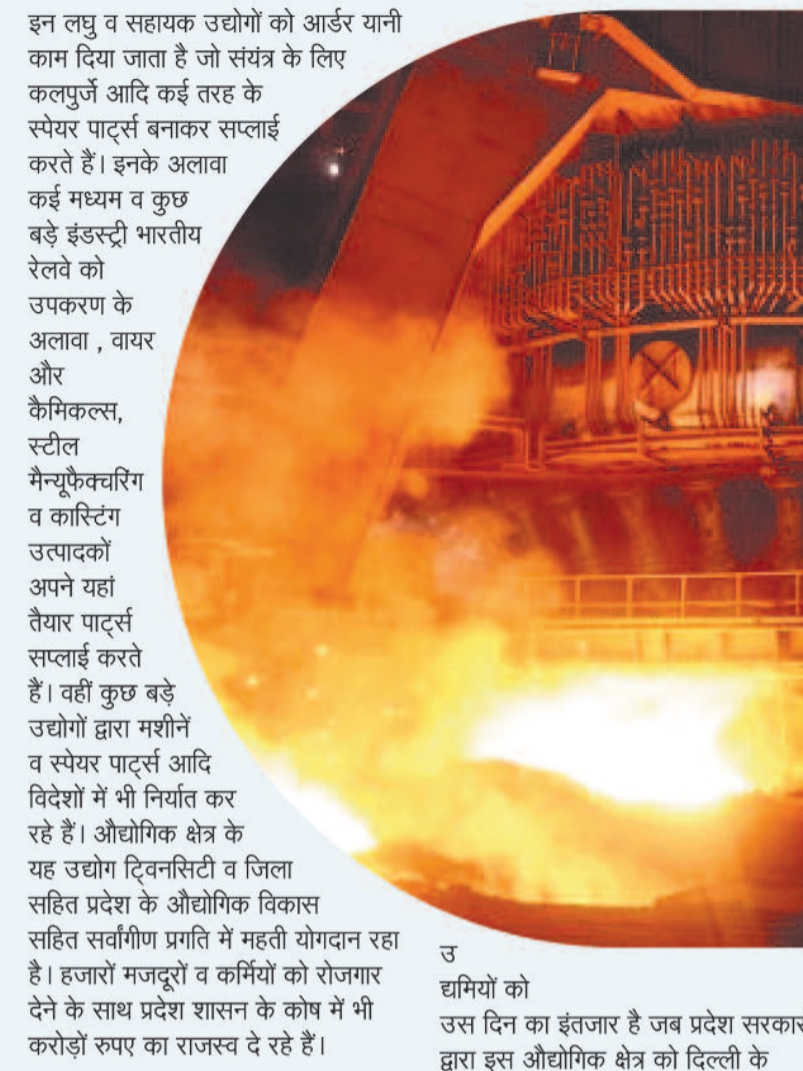 इन लघु व सहायक उद्योगों को आर्डर यानी
काम दिया जाता है जो संयंत्र के लिए
कलपुर्जे आदि कई तरह के
स्पेयर पार्ट्स बनाकर सप्लाई
करते हैं। इनके अलावा
कई मध्यम व कुछ
बड़े इंडस्ट्री भारतीय
रेलवे को
उपकरण के
अलावा , वायर
और
कैमिकल्स,
स्टील
मैन्यूफैक्चरिंग
व कास्टिंग
उत्पादकों
अपने यहां
तैयार पार्ट्स
सप्लाई करते
हैं। वहीं कुछ बड़े
उद्योगों द्वारा मशीनें
व स्पेयर पार्ट्स आदि
विदेशों में भी निर्यात कर
रहे हैं। औद्योगिक क्षेत्र के
यह उद्योग ट्विनसिटी व जिला
सहित प्रदेश के औद्योगिक विकास
सहित सर्वांगीण प्रगति में महती योगदान रहा
है। हजारों मजदूरों व कर्मियों को रोजगार
देने के साथ प्रदेश शासन के कोष में भी
करोड़ों रुपए का राजस्व दे रहे हैं।
उ
द्यमियों को
उस दिन का इंतजार है जब प्रदेश सरकार
द्वारा इस औद्योगिक क्षेत्र को दिल्ली के